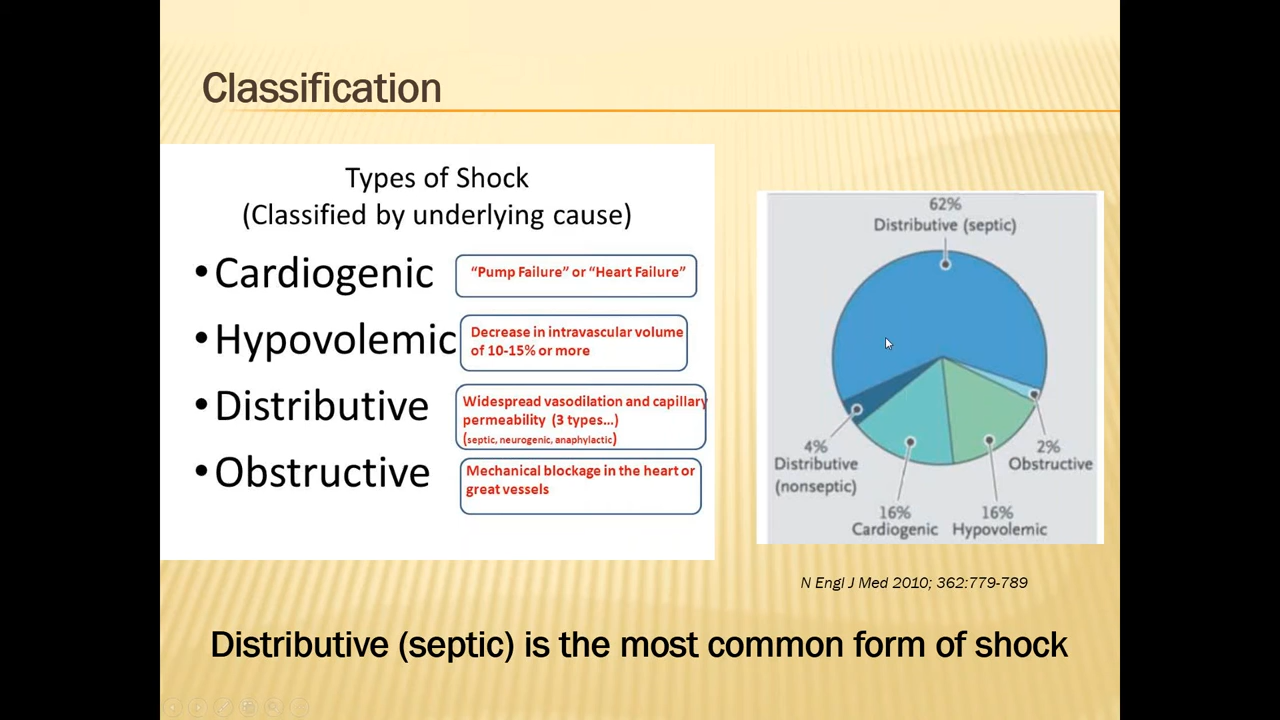 Classification
Types of Shock
(Classified by underlying cause)
•Cardiogenic
"Pump Failure" or "Heart Failure"
•Hypovolemic
Decrease in intravascular volume
of 10-15% or more
•Distributive
Widespread vasodilation and capillary
permeability (3 types...)
(septic, neurogenic, anaphylactic)
•Obstructive
Mechanical blockage in the heart or
great vessels
62%
Distributive (septic)
4%
Distributive
(nonseptic)
16%
Cardiogenic
16%
Hypovolemic
2%
Obstructive
N Engl J Med 2010; 362:779-789
Distributive (septic) is the most common form of shock